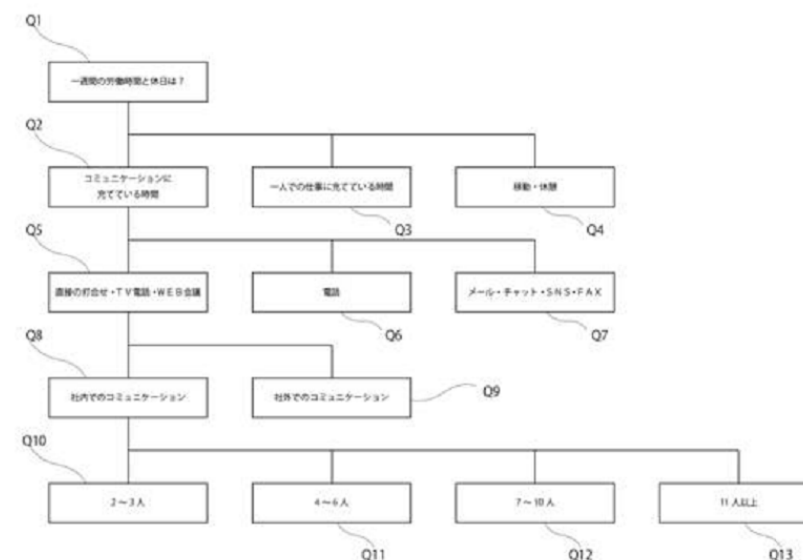 Q1
一週間の労働時間と休日は？
Q2
コミュニケーションに
充てている時間
一人での仕事に充てている時間
移動・休憩
Q3
Q4
Q5
直接の打合せ・TV電話・WEB会議
電話
メール・チャット・SNS・FAX
Q6
Q7
Q8
社内でのコミュニケーション
社外でのコミュニケーション
Q9
Q10
2～3人
4～6人
7～10人
11人以上
Q11
Q12
Q13